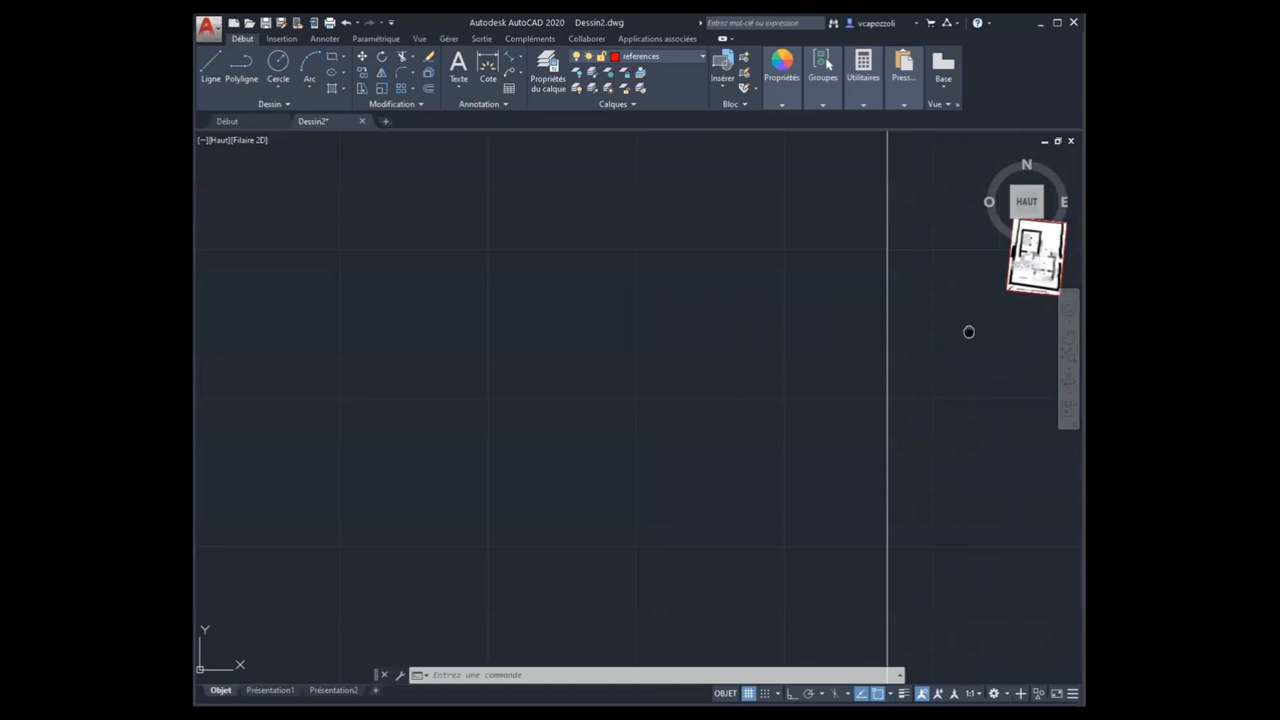 Autodesk AutoCAD 2020 Dessin2.dwg
Entrez mot-clé ou expression
vcapozzoli
Début Insertion Annoter Paramétrique Vue Gérer Sortie Compléments Collaborer Applications associées
references
Ligne Polyligne Cercle Arc
Texte Cote
Propriétés du calque
Insérer
Propriétés Groupes Utilitaires Press... Base
Dessin Modification Annotation Calques Bloc Vue
Début Dessin2*
[−][Haut][Filaire 2D]
N
O HAUT E
Y
X
Entrez une commande
Objet Présentation1 Présentation2
OBJET 1:1